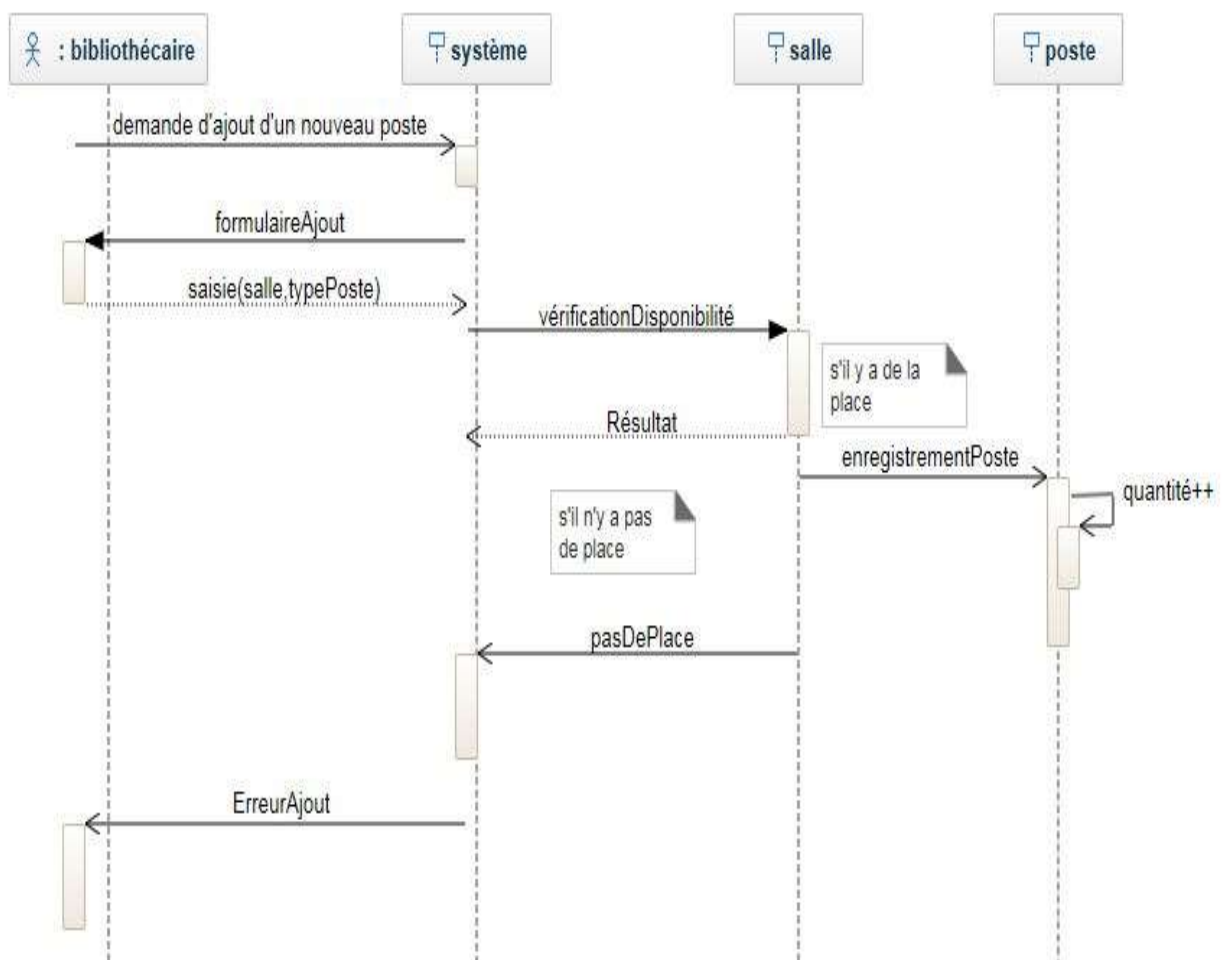 : bibliothécaire
système
salle
poste
demande d'ajout d'un nouveau poste
formulaireAjout
saisie(salle,typePoste)
vérificationDisponibilité
s'il y a de la
place
Résultat
enregistrementPoste
quantité++
s'il n'y a pas
de place
pasDePlace
ErreurAjout